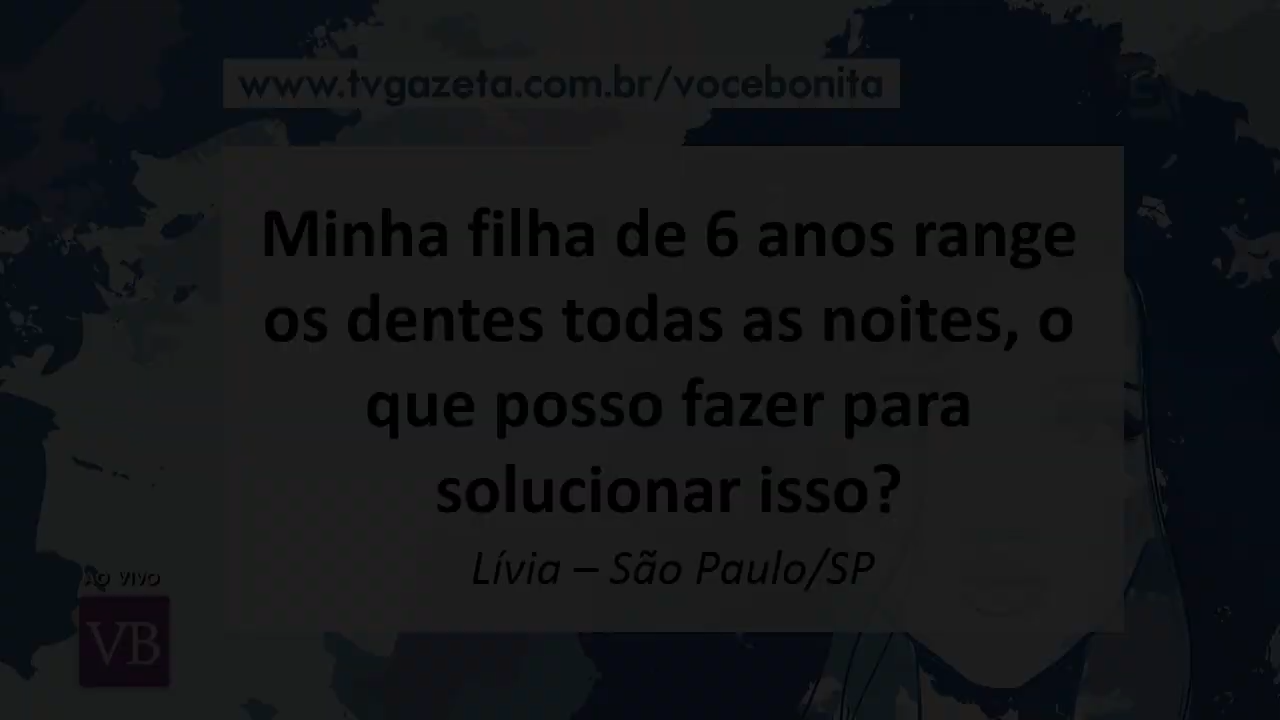 www.tvgazeta.com.br/vocebonita
Minha filha de 6 anos range
os dentes todas as noites, o
que posso fazer para
solucionar isso?
Lívia – São Paulo/SP
AO VIVO
VB